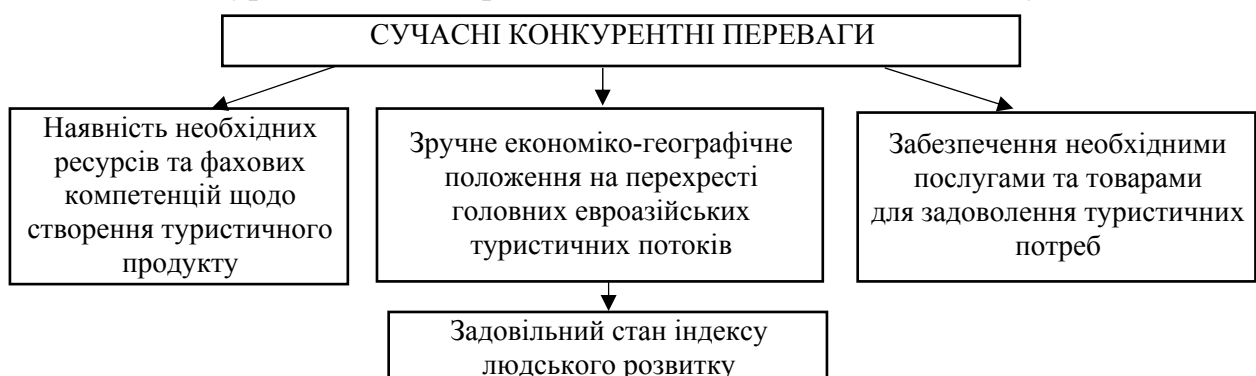 СУЧАСНІ КОНКУРЕНТНІ ПЕРЕВАГИ
Наявність необхідних
ресурсів та фахових
компетенцій щодо
створення туристичного
продукту
Зручне економіко-географічне
положення на перехресті
головних евроазійських
туристичних потоків
Забезпечення необхідними
послугами та товарами
для задоволення туристичних
потреб
Задовільний стан індексу
людського розвитку